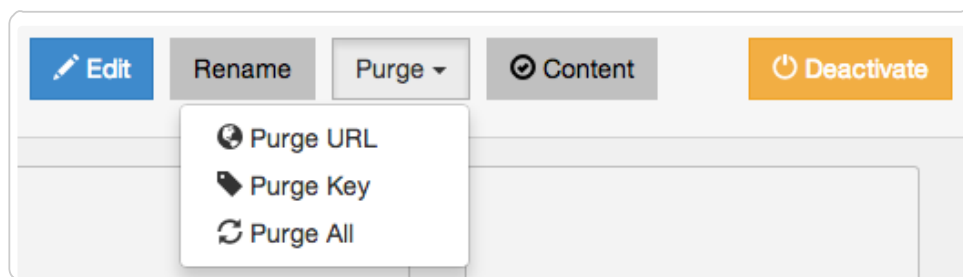 Edit Rename Purge Content Deactivate
Purge URL
Purge Key
Purge All